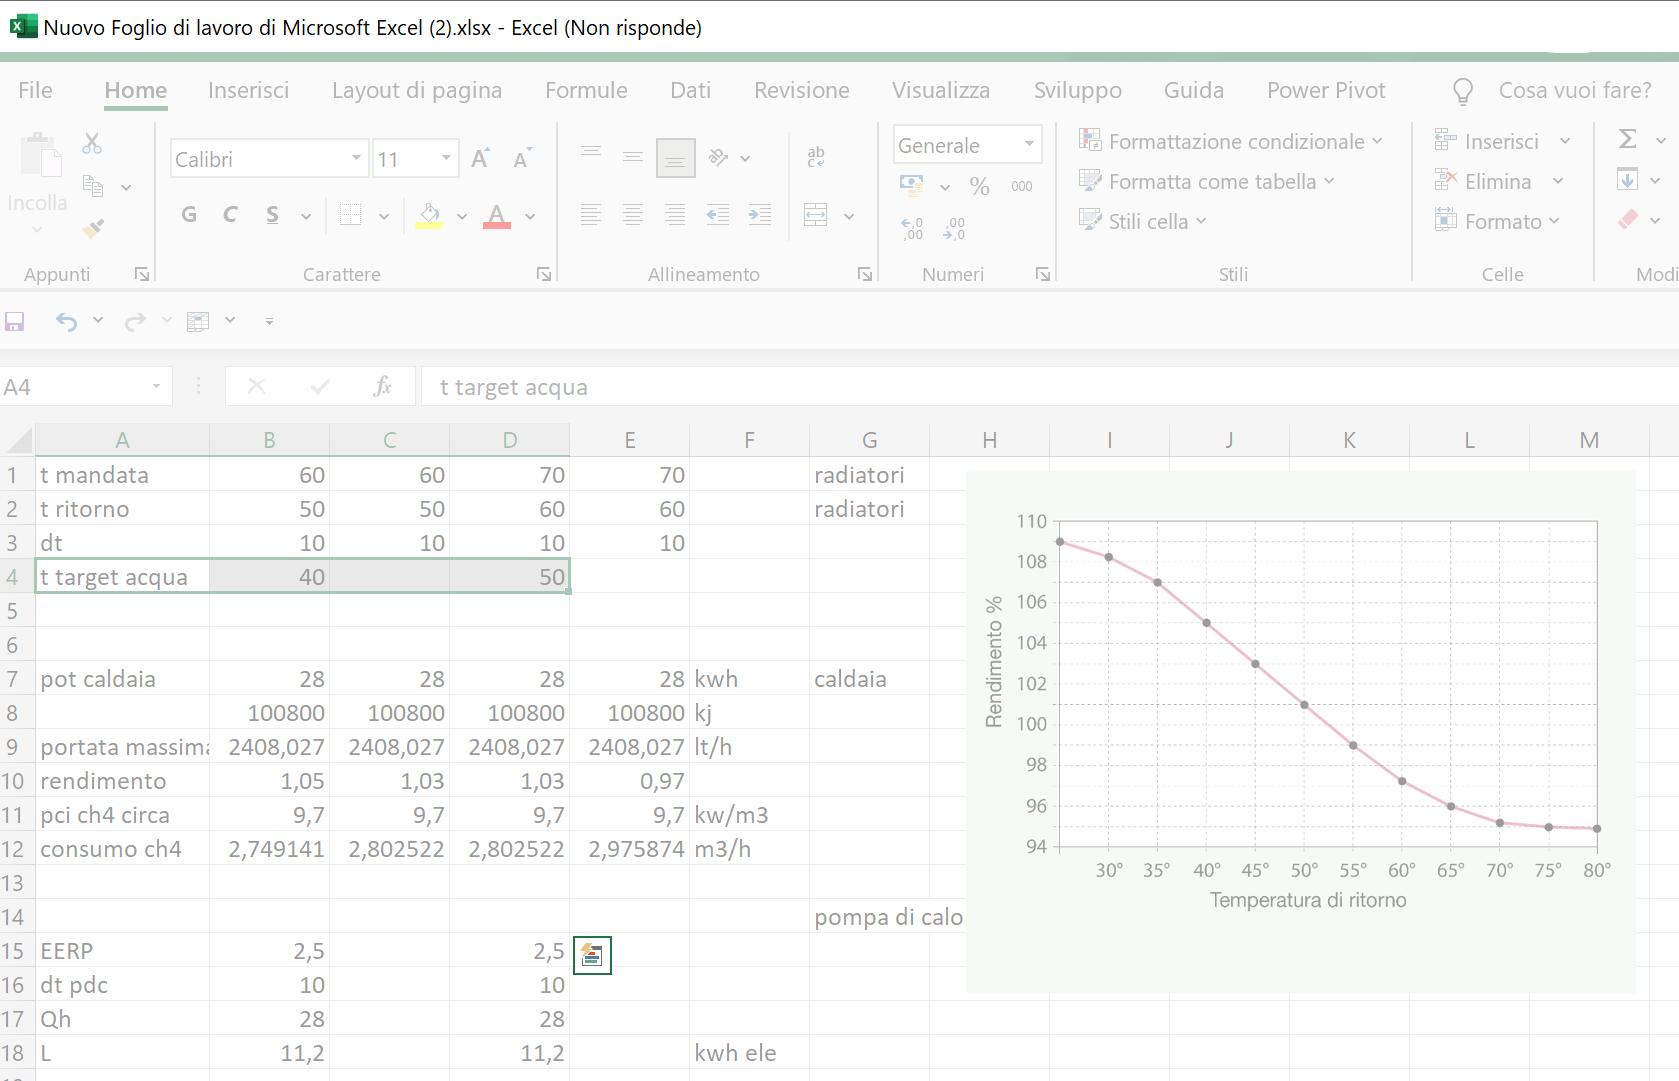 Nuovo Foglio di lavoro di Microsoft Excel (2).xlsx - Excel (Non risponde)
File Home Inserisci Layout di pagina Formule Dati Revisione Visualizza Sviluppo Guida Power Pivot Cosa vuoi fare?
Incolla
Appunti
Calibri 11
G C S
Carattere
ab
Allineamento
Generale
% 000
Numeri
Formattazione condizionale
Formatta come tabella
Stili cella
Stili
Inserisci
Elimina
Formato
Celle
Modi
A4 fx t target acqua
A B C D E F G H I J K L M
1 t mandata 60 60 70 70 radiatori
2 t ritorno 50 50 60 60 radiatori
3 dt 10 10 10 10
4 t target acqua 40 50
5
6
7 pot caldaia 28 28 28 28 kwh caldaia
8 100800 100800 100800 100800 kj
9 portata massima 2408,027 2408,027 2408,027 2408,027 lt/h
10 rendimento 1,05 1,03 1,03 0,97
11 pci ch4 circa 9,7 9,7 9,7 9,7 kw/m3
12 consumo ch4 2,749141 2,802522 2,802522 2,975874 m3/h
13
14 pompa di calo
15 EERP 2,5 2,5
16 dt pdc 10 10
17 Qh 28 28
18 L 11,2 11,2 kwh ele
Rendimento %
110
108
106
104
102
100
98
96
94
30° 35° 40° 45° 50° 55° 60° 65° 70° 75° 80°
Temperatura di ritorno